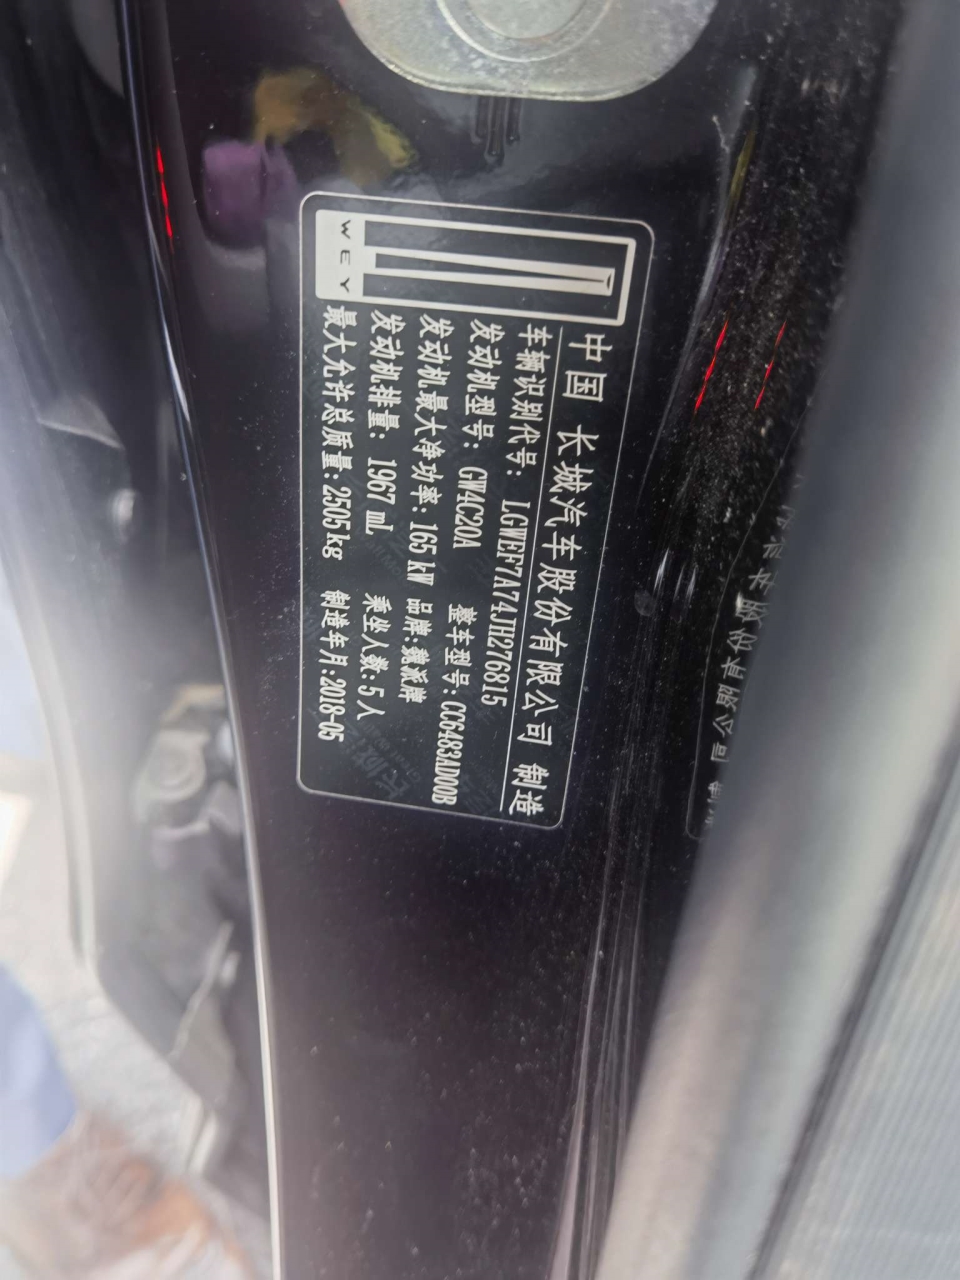 WEY
中国 长城汽车股份有限公司 制造
车辆识别代号: LGWEF7A74JH276815
发动机型号: GW4C20A 整车型号: CC6483AD00B
发动机最大净功率: 165 kW 品牌: 魏派牌
发动机排量: 1967 mL 乘坐人数: 5 人
最大允许总质量: 2505 kg 制造年月: 2018-05